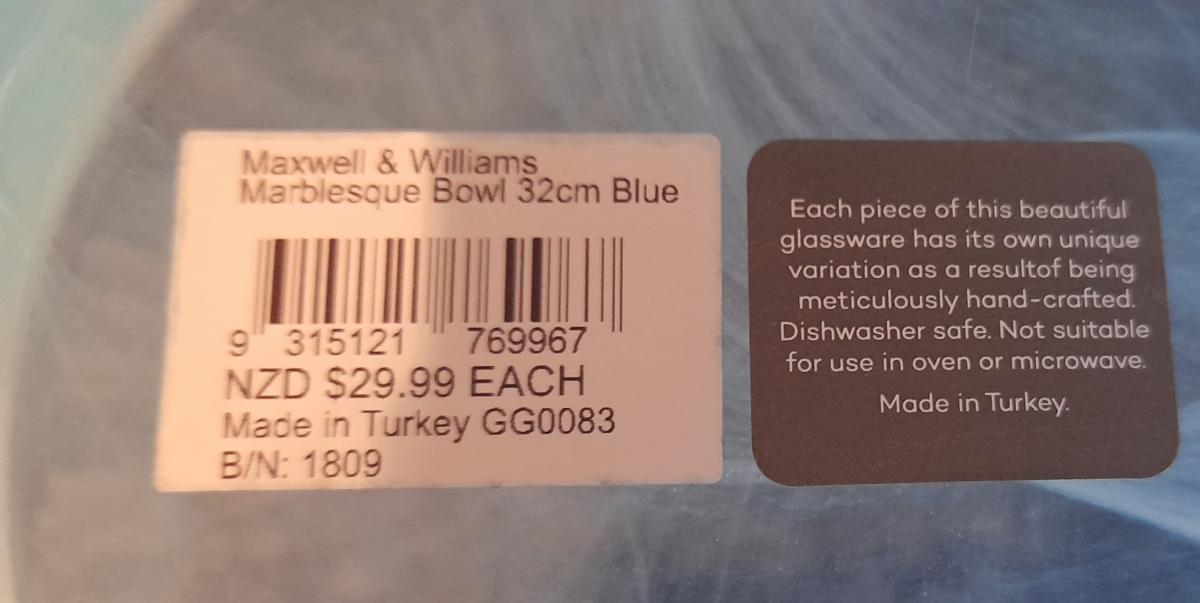 Maxwell & Williams
Marblesque Bowl 32cm Blue
9 315121 769967
NZD $29.99 EACH
Made in Turkey GG0083
B/N: 1809
Each piece of this beautiful
glassware has its own unique
variation as a resultof being
meticulously hand-crafted.
Dishwasher safe. Not suitable
for use in oven or microwave.
Made in Turkey.